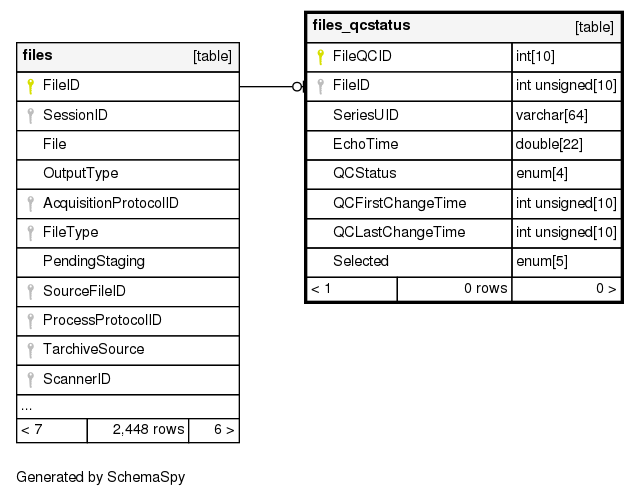 files [table]
FileID
SessionID
File
OutputType
AcquisitionProtocolID
FileType
PendingStaging
SourceFileID
ProcessProtocolID
TarchiveSource
ScannerID
...
< 7 2,448 rows 6 >
files_qcstatus [table]
FileQCID int[10]
FileID int unsigned[10]
SeriesUID varchar[64]
EchoTime double[22]
QCStatus enum[4]
QCFirstChangeTime int unsigned[10]
QCLastChangeTime int unsigned[10]
Selected enum[5]
< 1 0 rows 0 >
Generated by SchemaSpy